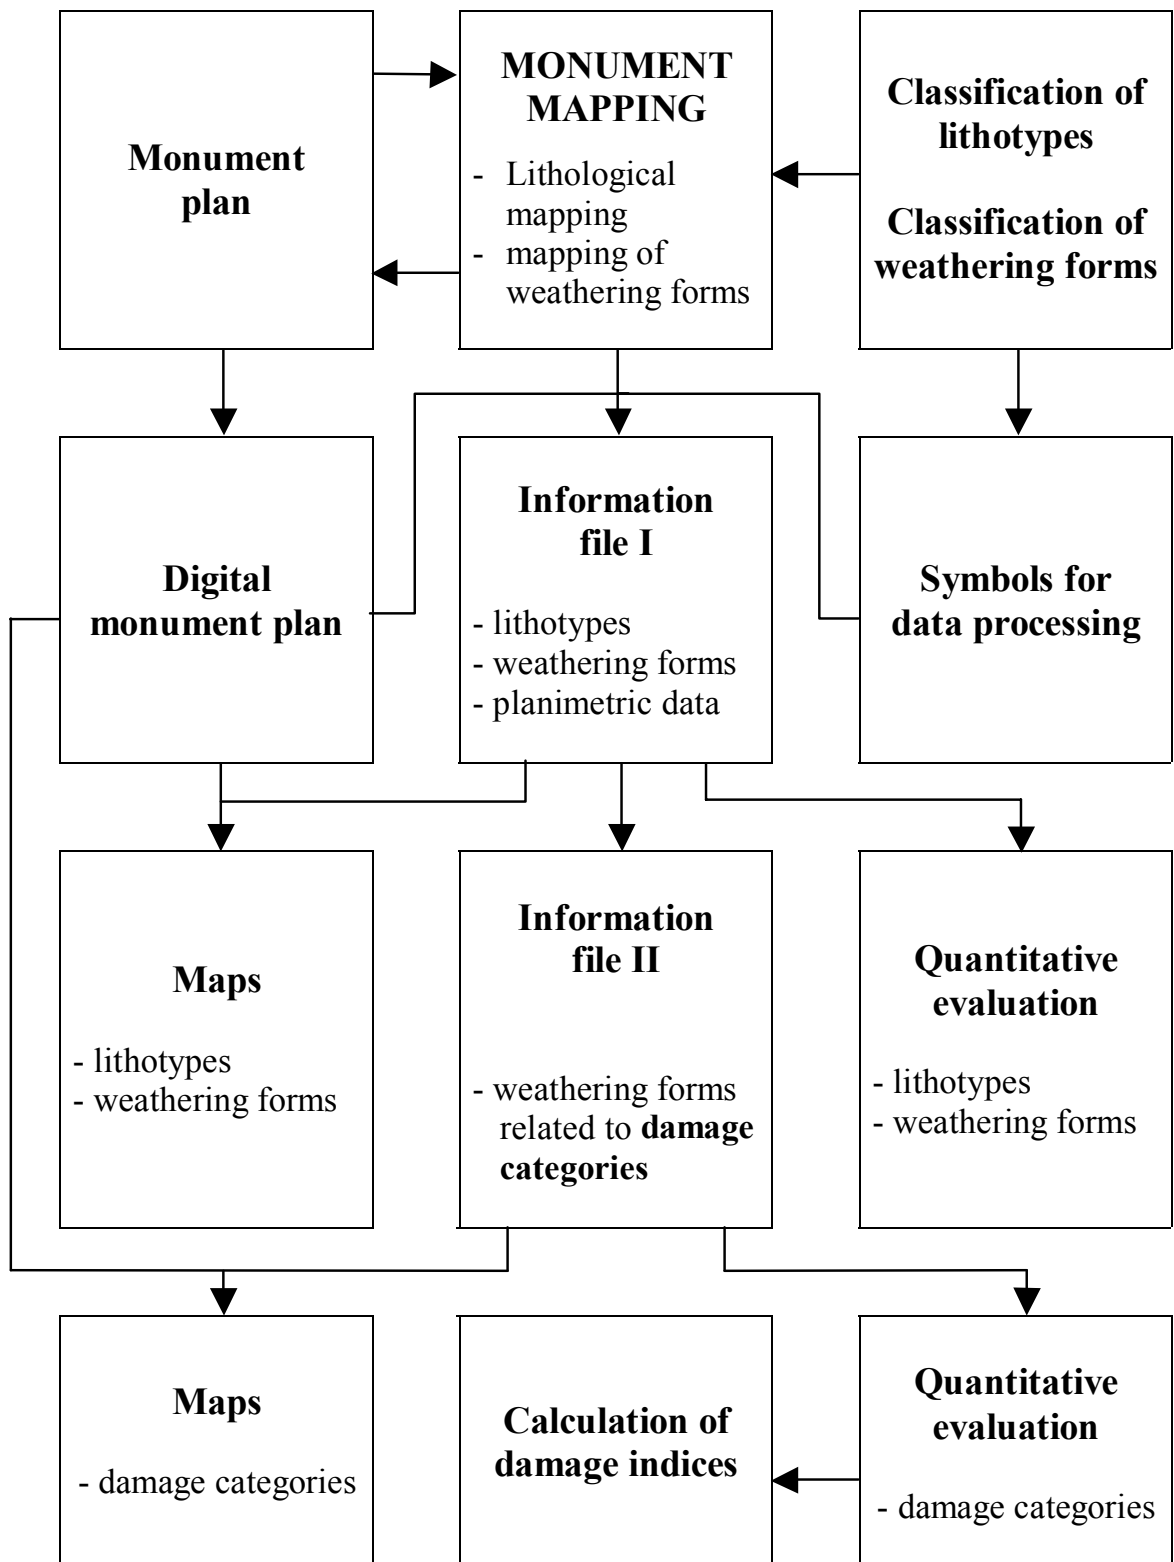 Monument
plan
MONUMENT
MAPPING
- Lithological
mapping
- mapping of
weathering forms
Classification of
lithotypes
Classification of
weathering forms
Digital
monument plan
Information
file I
- lithotypes
- weathering forms
- planimetric data
Symbols for
data processing
Maps
- lithotypes
- weathering forms
Information
file II
- weathering forms
related to damage
categories
Quantitative
evaluation
- lithotypes
- weathering forms
Maps
- damage categories
Calculation of
damage indices
Quantitative
evaluation
- damage categories